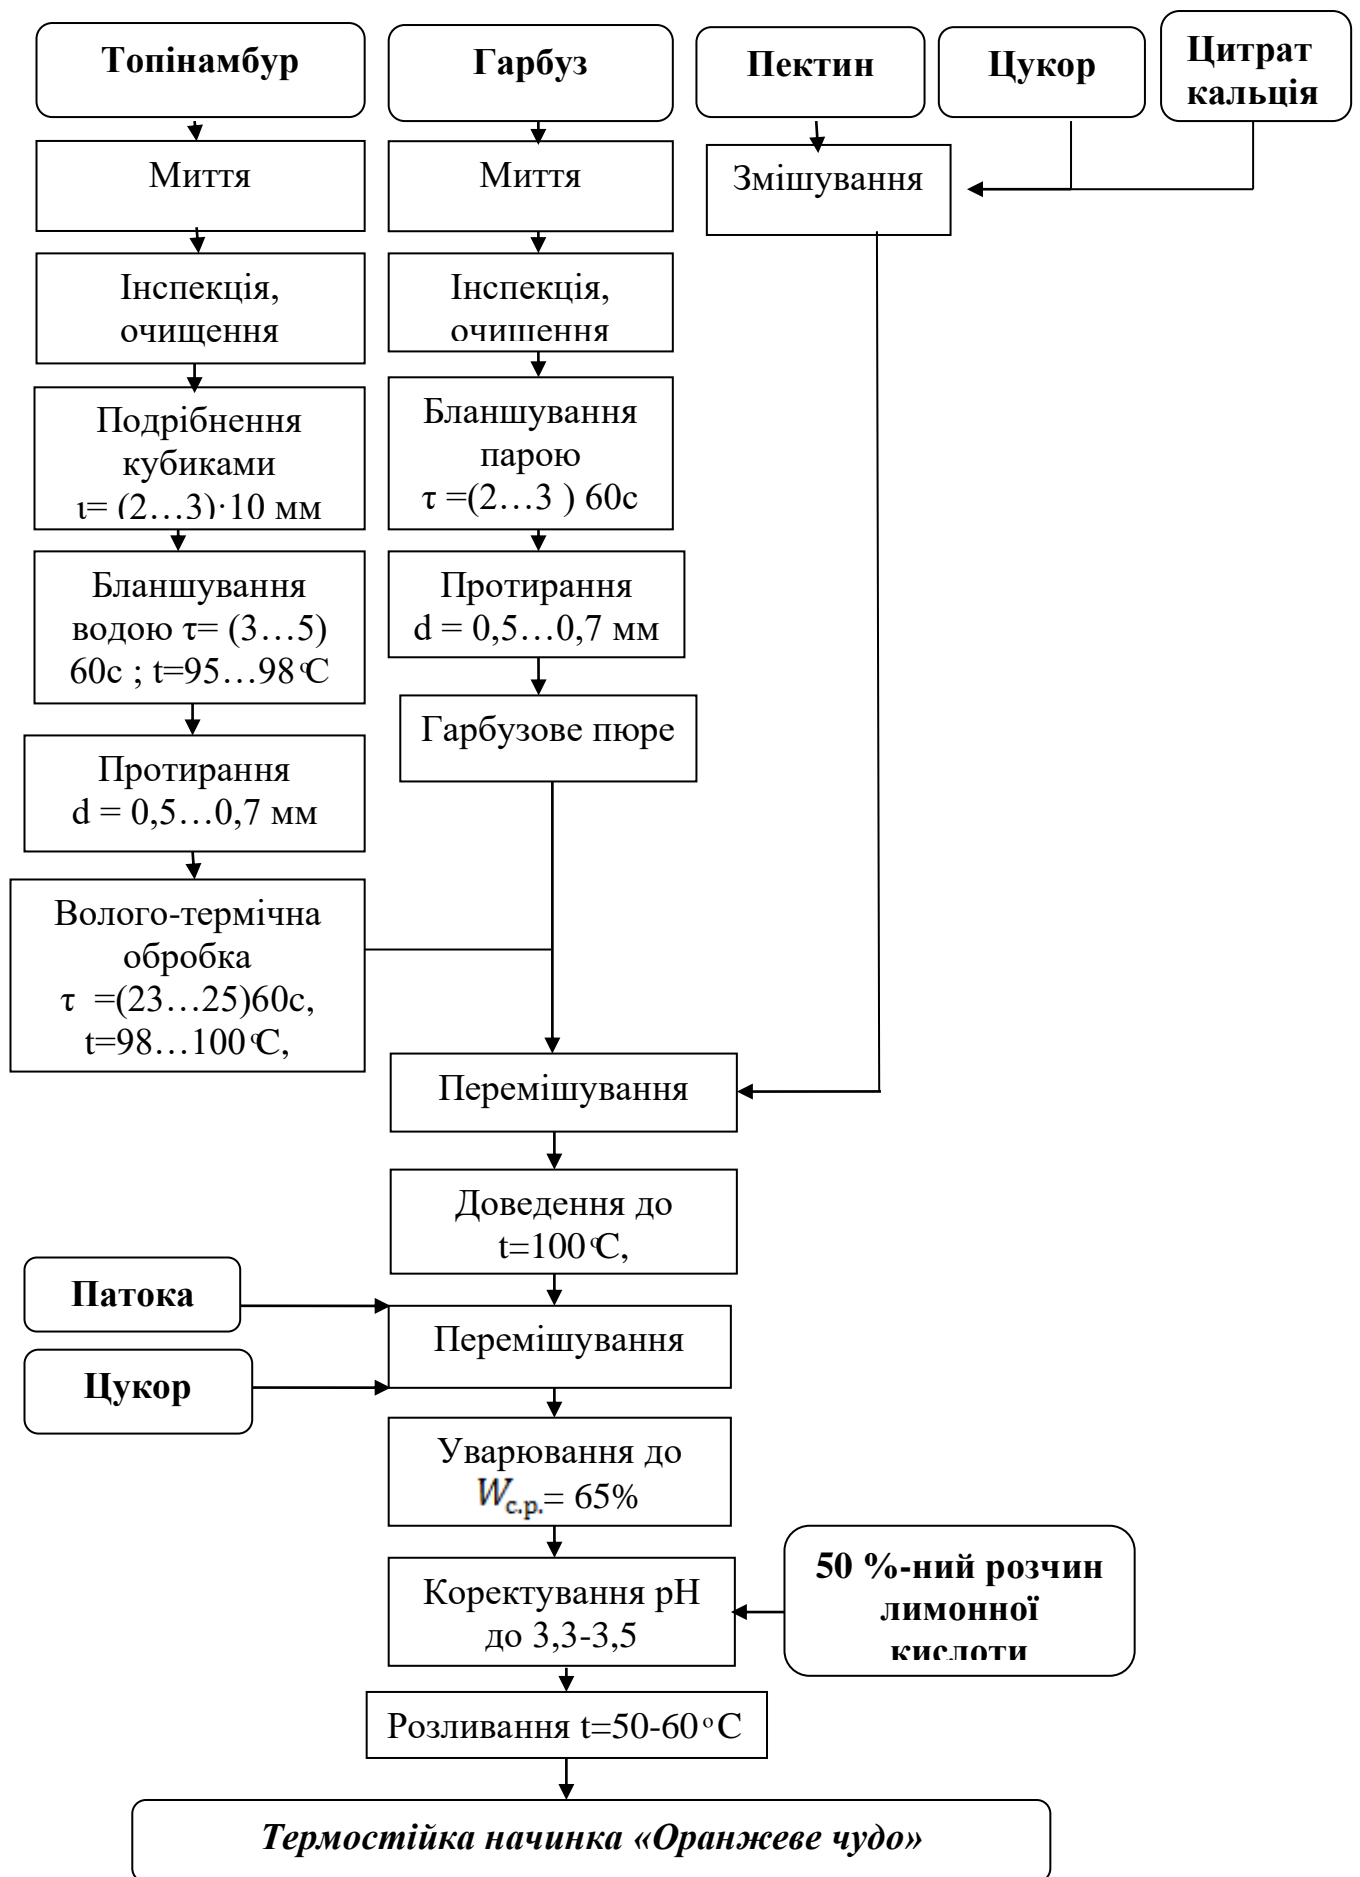 Топінамбур
Гарбуз
Пектин
Цукор
Цитрат
кальція
Миття
Миття
Змішування
Інспекція,
очищення
Інспекція,
очищення
Подрібнення
кубиками
ι= (2…3)·10 мм
Бланшування
парою
τ =(2…3 ) 60с
Бланшування
водою τ= (3…5)
60с ; t=95…98 ℃
Протирання
d = 0,5…0,7 мм
Гарбузове пюре
Протирання
d = 0,5…0,7 мм
Волого-термічна
обробка
τ =(23…25)60с,
t=98…100 ℃,
Перемішування
Доведення до
t=100 ℃,
Патока
Перемішування
Цукор
Уварювання до
Wс.р.= 65%
Коректування рН
до 3,3-3,5
50 %-ний розчин
лимонної
кислоти
Розливання t=50-60 °С
Термостійка начинка «Оранжеве чудо»